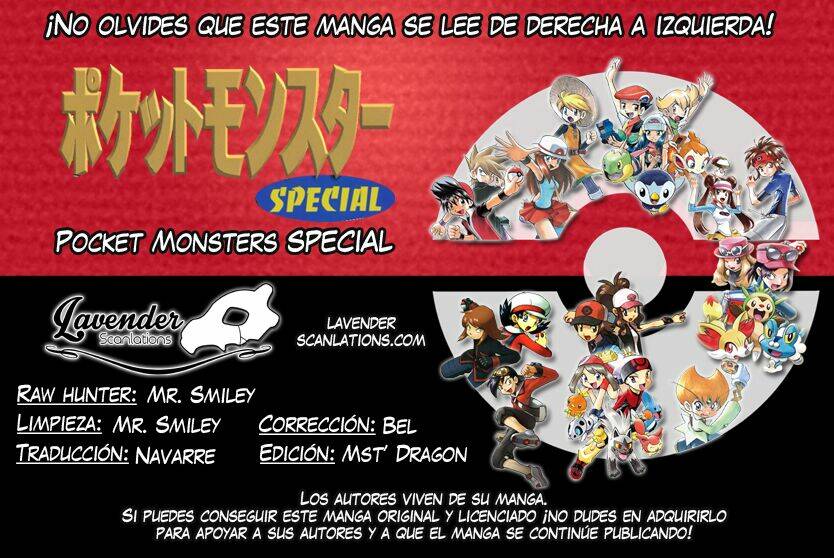 ¡NO OLVIDES QUE ESTE MANGA SE LEE DE DERECHA A IZQUIERDA!
ポケットモンスター
SPECIAL
POCKET MONSTERS SPECIAL
Lavender
Scanlations
LAVENDER
SCANLATIONS.COM
RAW HUNTER: MR. SMILEY
LIMPIEZA: MR. SMILEY
CORRECCIÓN: BEL
TRADUCCIÓN: NAVARRE
EDICIÓN: MST' DRAGON
LOS AUTORES VIVEN DE SU MANGA.
SI PUEDES CONSEGUIR ESTE MANGA ORIGINAL Y LICENCIADO ¡NO DUDES EN ADQUIRIRLO
PARA APOYAR A SUS AUTORES Y A QUE EL MANGA SE CONTINÚE PUBLICANDO!